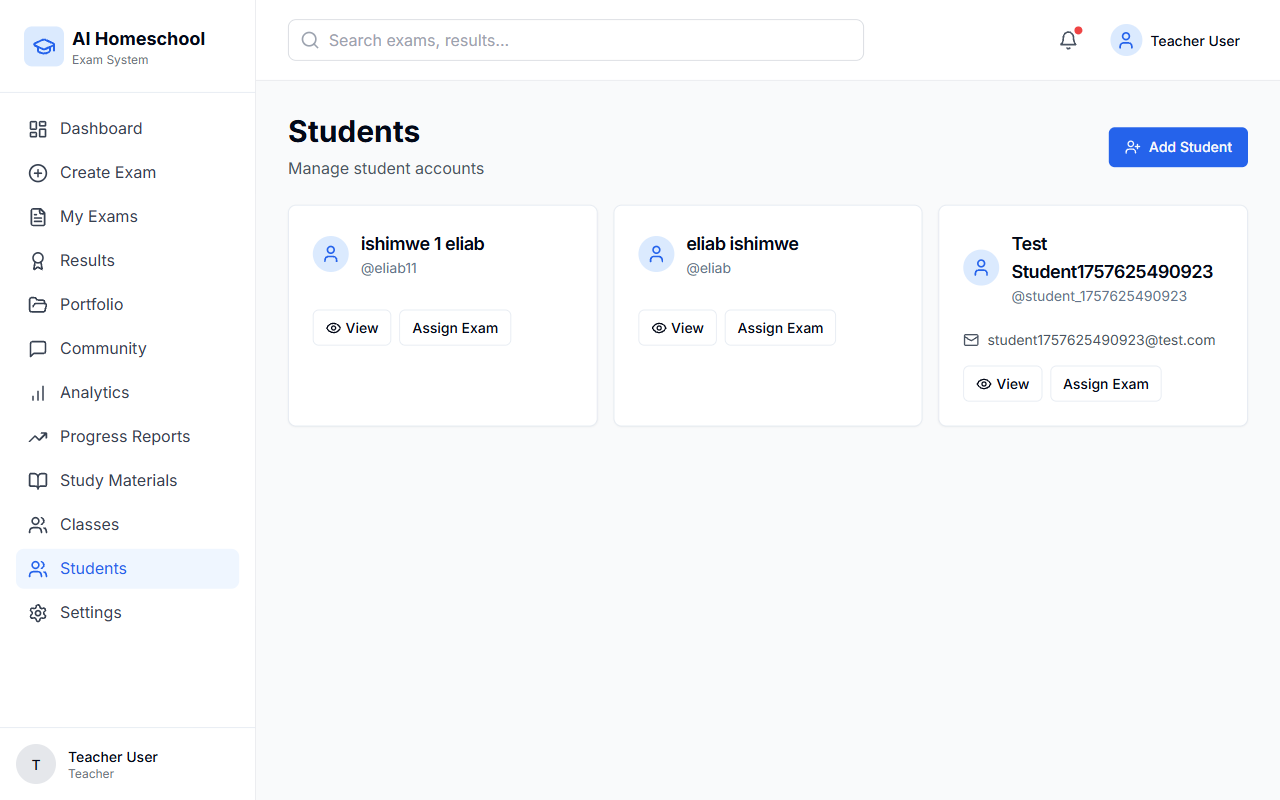 AI Homeschool
Exam System
Dashboard
Create Exam
My Exams
Results
Portfolio
Community
Analytics
Progress Reports
Study Materials
Classes
Students
Settings
T
Teacher User
Teacher
Search exams, results...
Teacher User
Students
Manage student accounts
Add Student
ishimwe 1 eliab
@eliab11
View
Assign Exam
eliab ishimwe
@eliab
View
Assign Exam
Test
Student1757625490923
@student_1757625490923
student1757625490923@test.com
View
Assign Exam